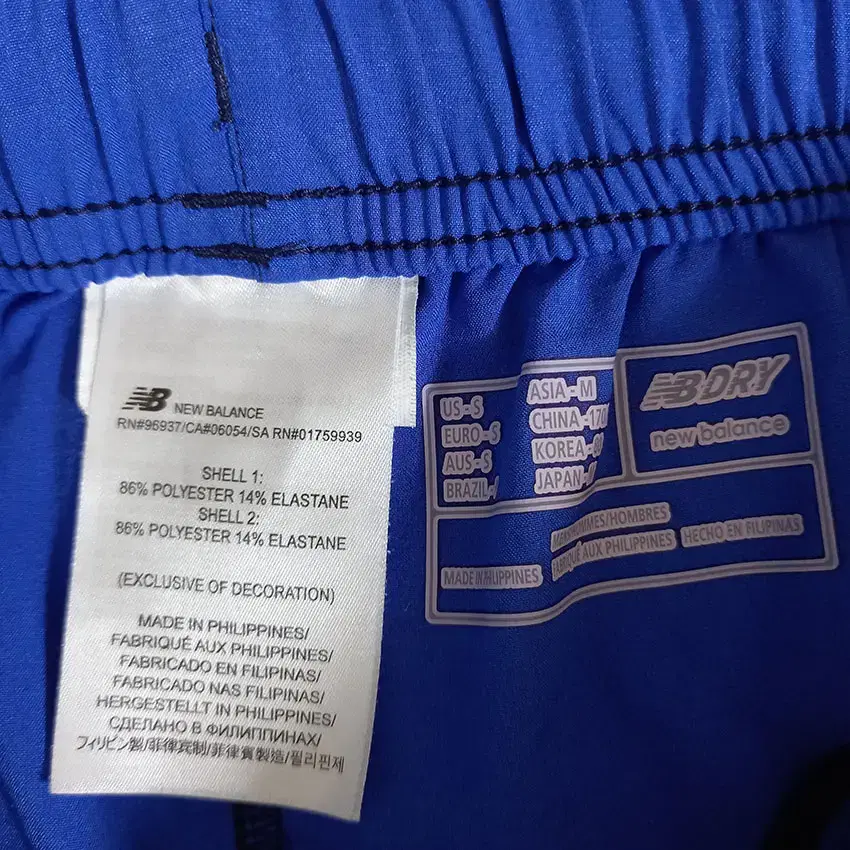 NB NEW BALANCE
RN#96937/CA#06054/SA RN#01759939
SHELL 1:
86% POLYESTER 14% ELASTANE
SHELL 2:
86% POLYESTER 14% ELASTANE
(EXCLUSIVE OF DECORATION)
MADE IN PHILIPPINES/
FABRIQUÉ AUX PHILIPPINES/
FABRICADO EN FILIPINAS/
FABRICADO NAS FILIPINAS/
HERGESTELLT IN PHILIPPINES/
СДЕЛАНО В ФИЛИППИНАХ/
フィリピン製/菲律宾制/菲律賓製造/필리핀제
US-S
EURO-S
AUS-S
BRAZIL-/
ASIA-M
CHINA-170
JAPAN-//
NB DRY
new balance
MADE IN PHILIPPINES
FABRIQUÉ AUX PHILIPPINES
HECHO EN FILIPINAS